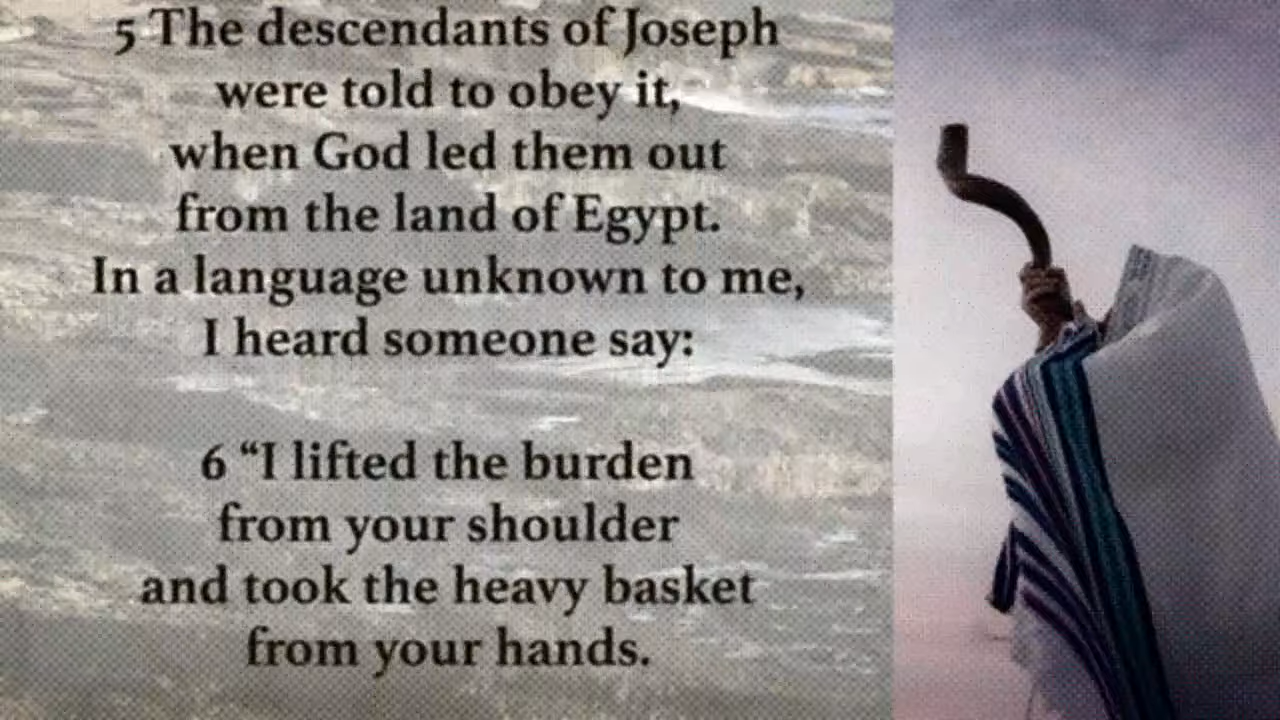 5 The descendants of Joseph
were told to obey it,
when God led them out
from the land of Egypt.
In a language unknown to me,
I heard someone say:
6 “I lifted the burden
from your shoulder
and took the heavy basket
from your hands.